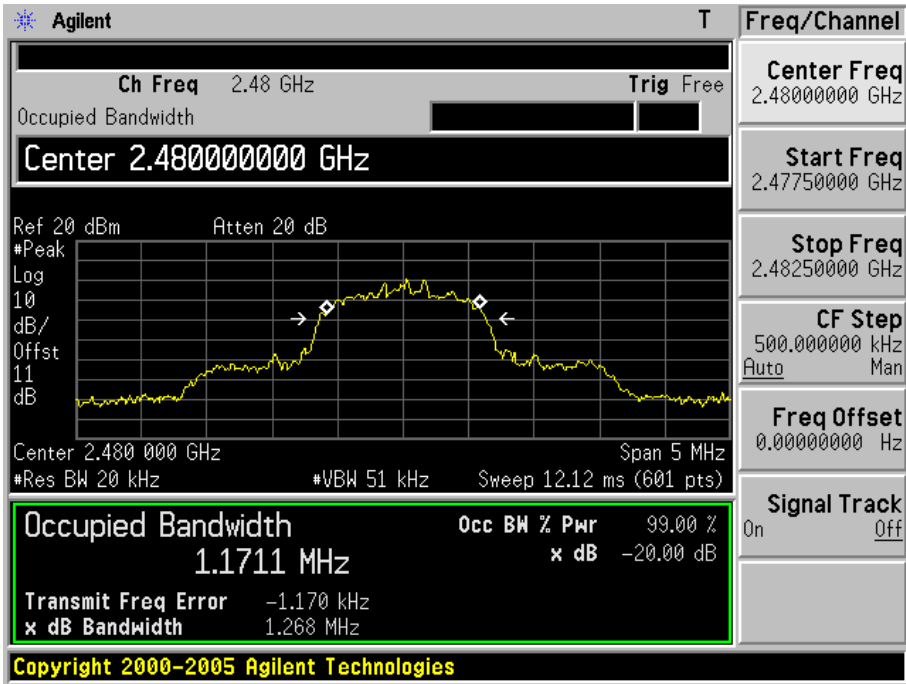 Agilent T Freq/Channel
Ch Freq 2.48 GHz Trig Free
Occupied Bandwidth
Center 2.480000000 GHz
Ref 20 dBm Atten 20 dB
#Peak
Log
10
dB/
Offst
11
dB
Center 2.480 000 GHz Span 5 MHz
#Res BW 20 kHz #VBW 51 kHz Sweep 12.12 ms (601 pts)
Occupied Bandwidth Occ BW % Pwr 99.00 %
1.1711 MHz x dB -20.00 dB
Transmit Freq Error -1.170 kHz
x dB Bandwidth 1.268 MHz
Copyright 2000-2005 Agilent Technologies
Center Freq
2.48000000 GHz
Start Freq
2.47750000 GHz
Stop Freq
2.48250000 GHz
CF Step
500.000000 kHz
Auto Man
Freq Offset
0.00000000 Hz
Signal Track
On Off